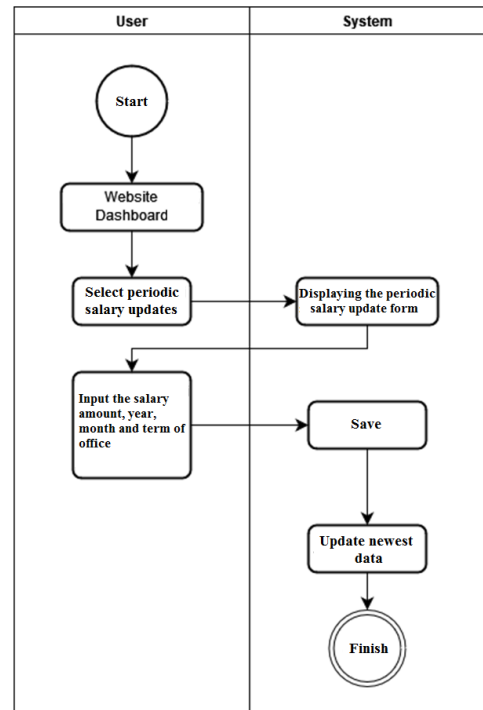 User
System
Start
Website
Dashboard
Select periodic
salary updates
Displaying the periodic
salary update form
Input the salary
amount, year,
month and term of
office
Save
Update newest
data
Finish